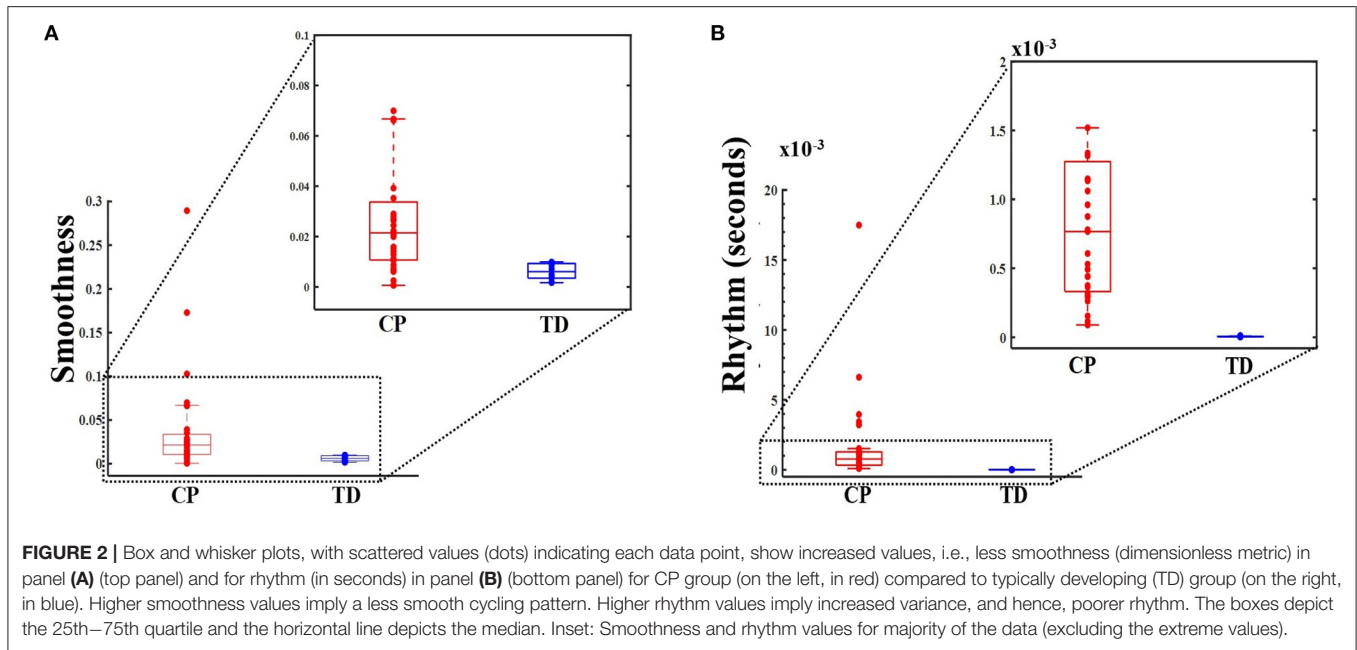 A
B
0.1
0.08
0.06
0.04
0.02
0
CP
TD
Smoothness
0.3
0.25
0.2
0.15
0.1
0.05
0
CP
TD
x10-3
2
1.5
1
0.5
0
CP
TD
Rhythm (seconds)
x10-3
20
15
10
5
0
CP
TD
FIGURE 2 | Box and whisker plots, with scattered values (dots) indicating each data point, show increased values, i.e., less smoothness (dimensionless metric) in
panel (A) (top panel) and for rhythm (in seconds) in panel (B) (bottom panel) for CP group (on the left, in red) compared to typically developing (TD) group (on the right,
in blue). Higher smoothness values imply a less smooth cycling pattern. Higher rhythm values imply increased variance, and hence, poorer rhythm. The boxes depict
the 25th–75th quartile and the horizontal line depicts the median. Inset: Smoothness and rhythm values for majority of the data (excluding the extreme values).